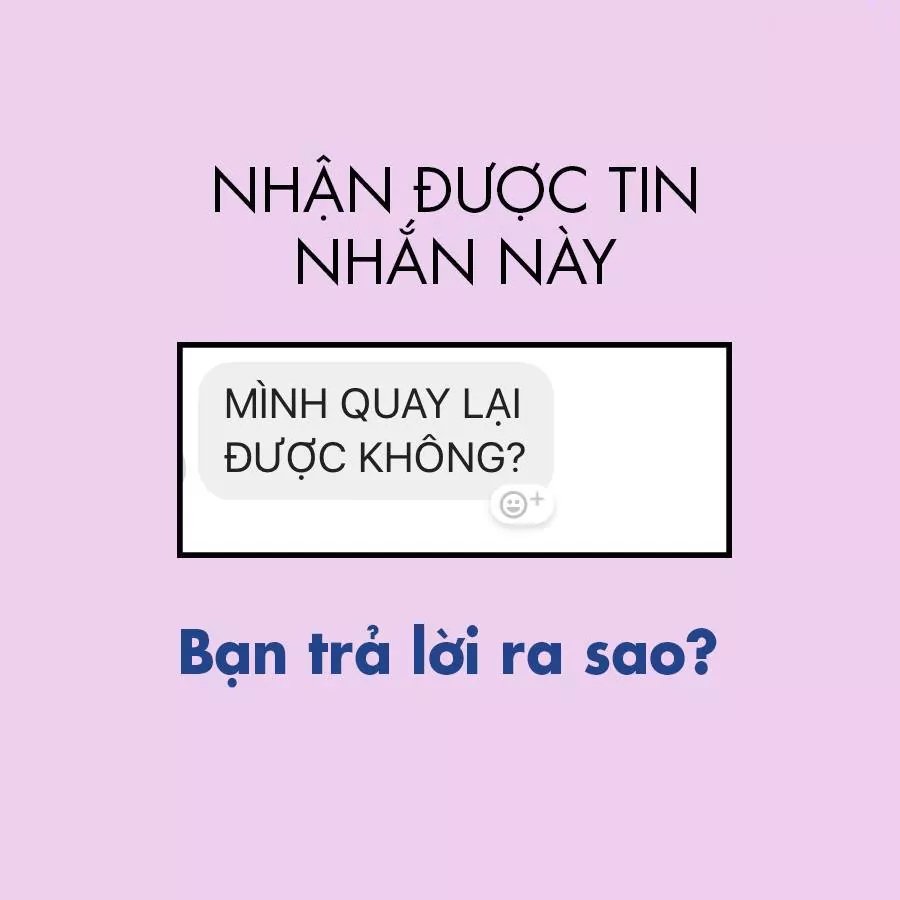 NHẬN ĐƯỢC TIN
NHẮN NÀY
MÌNH QUAY LẠI
ĐƯỢC KHÔNG?
Bạn trả lời ra sao?